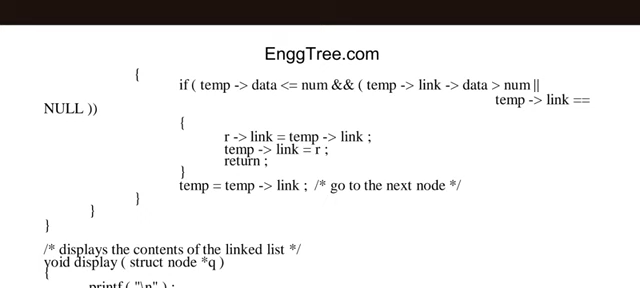 EnggTree.com
{
if ( temp -> data <= num && ( temp -> link -> data > num ||
temp -> link ==
NULL ))
{
r -> link = temp -> link ;
temp -> link = r ;
return ;
}
temp = temp -> link ; /* go to the next node */
}
}
}
/* displays the contents of the linked list */
void display ( struct node *q )
{
printf ( "\n" ) ;